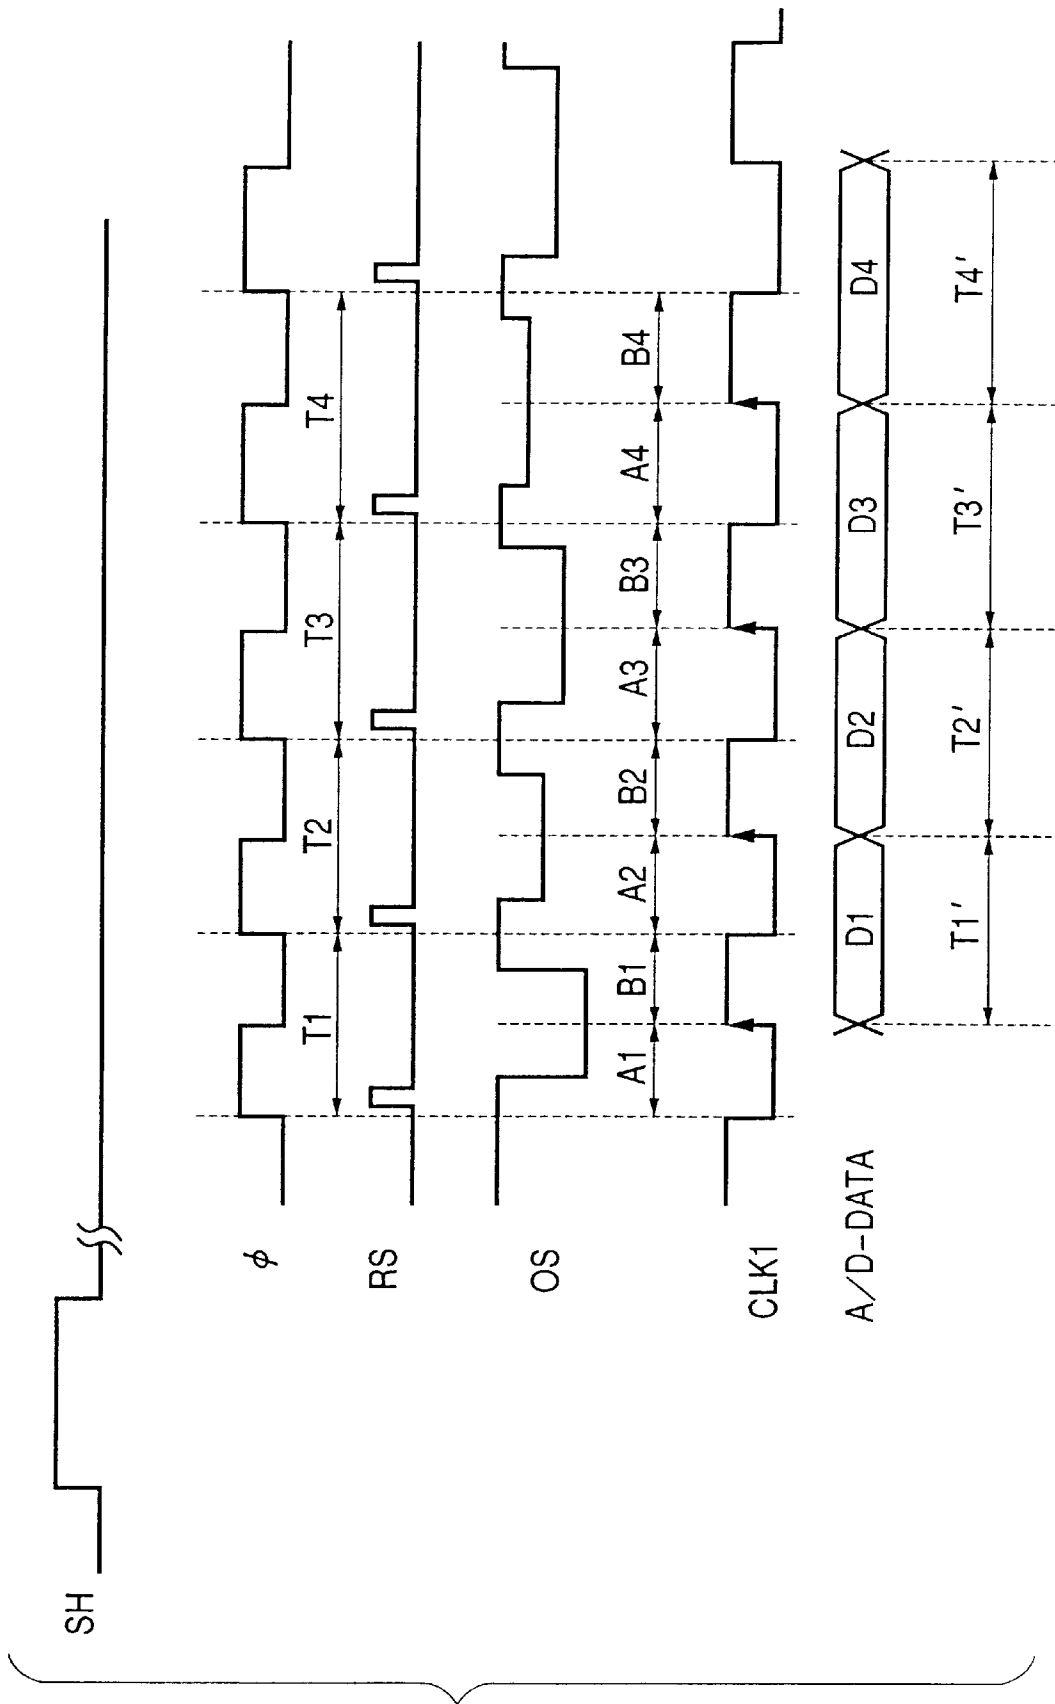 SH
φ
T1 T2 T3 T4
RS
OS
A1 B1 A2 B2 A3 B3 A4 B4
CLK1
A/D-DATA D1 D2 D3 D4
T1′ T2′ T3′ T4′